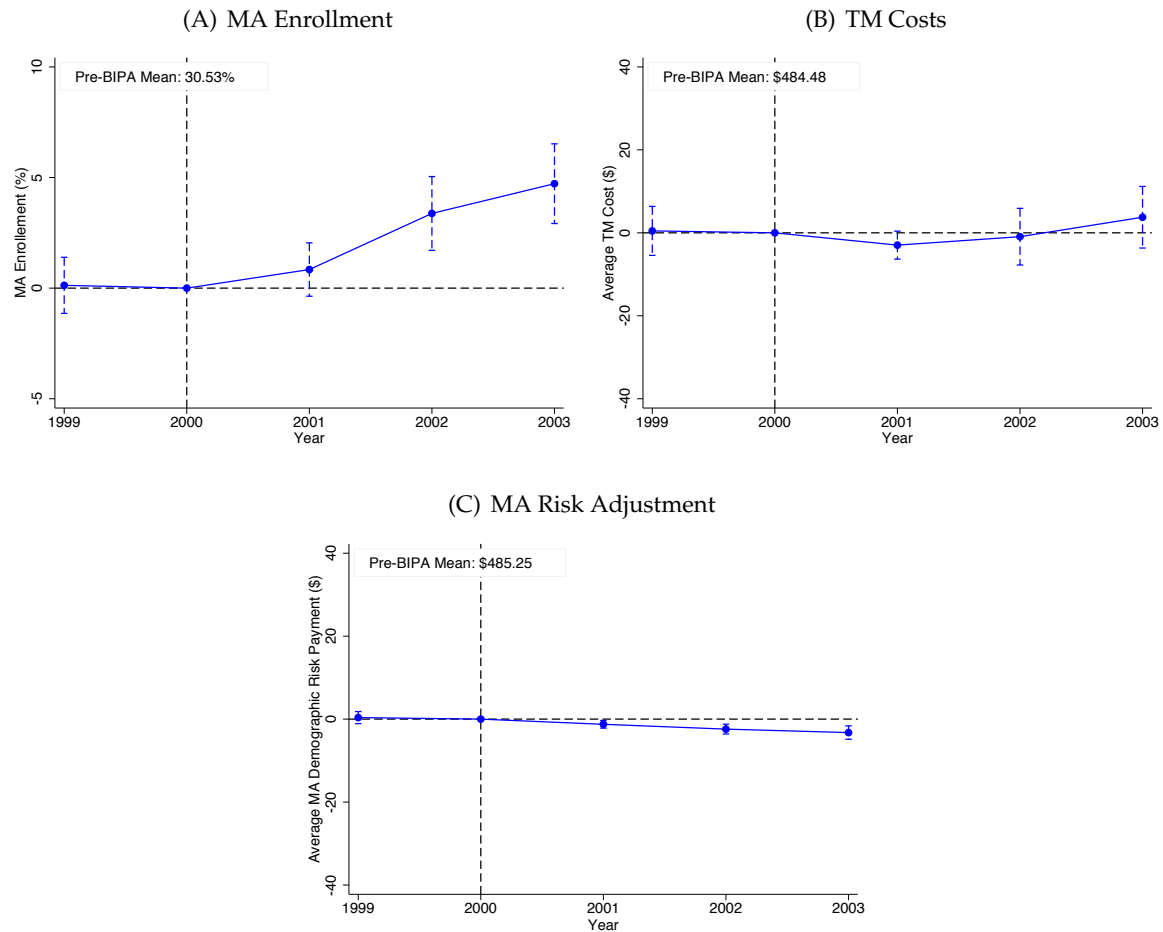 (A) MA Enrollment
Pre-BIPA Mean: 30.53%
MA Enrollement (%)
10
5
0
-5
1999 2000 2001 2002 2003
Year
(B) TM Costs
Pre-BIPA Mean: $484.48
Average TM Cost ($)
40
20
0
-20
-40
1999 2000 2001 2002 2003
Year
(C) MA Risk Adjustment
Pre-BIPA Mean: $485.25
Average MA Demographic Risk Payment ($)
40
20
0
-20
-40
1999 2000 2001 2002 2003
Year